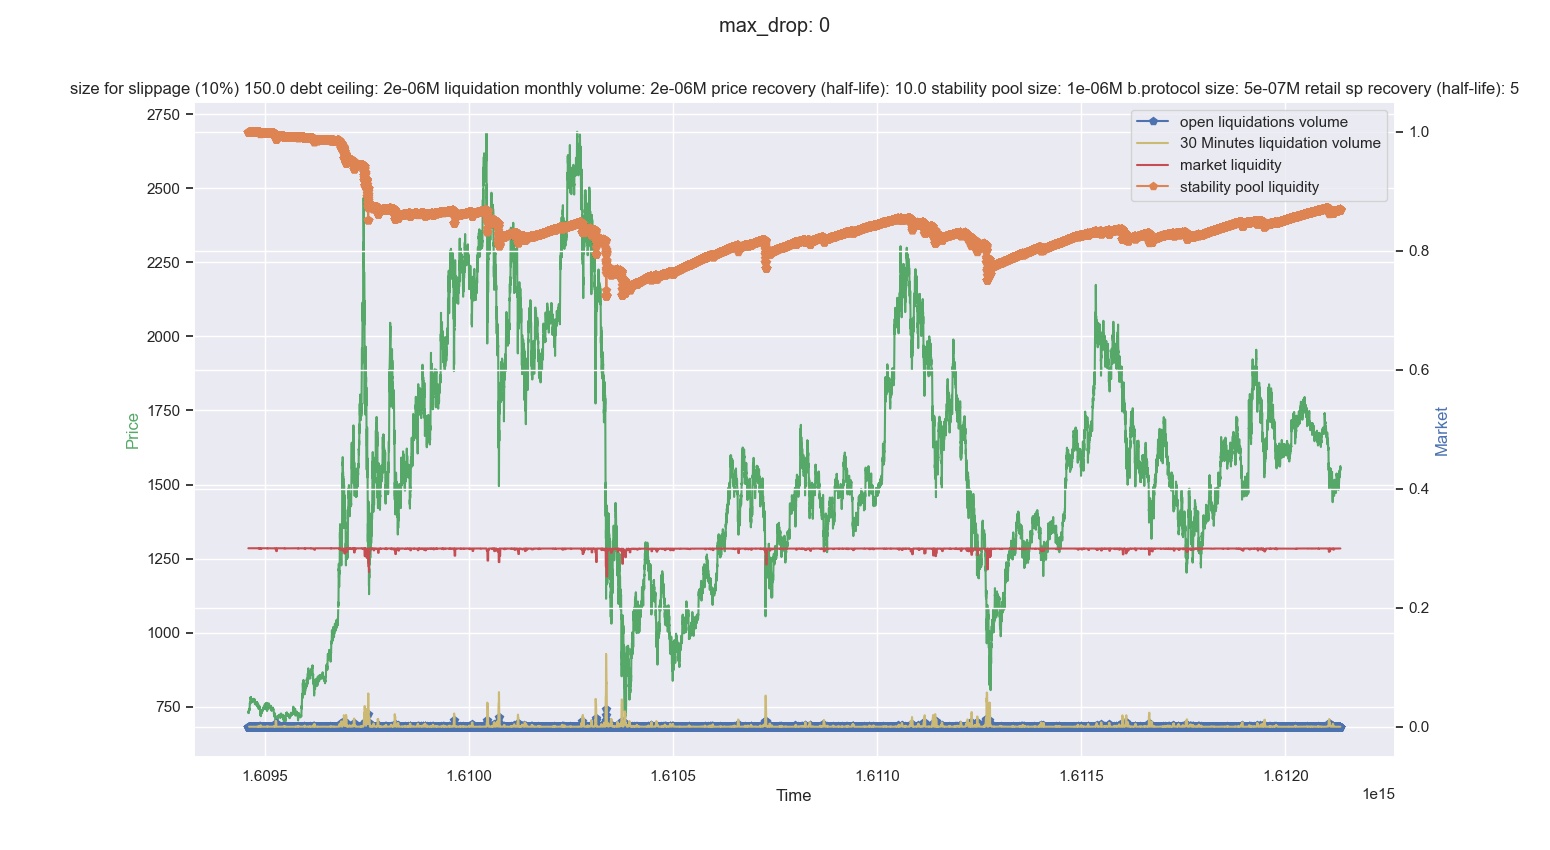 max_drop: 0
size for slippage (10%) 150.0 debt ceiling: 2e-06M liquidation monthly volume: 2e-06M price recovery (half-life): 10.0 stability pool size: 1e-06M b.protocol size: 5e-07M retail sp recovery (half-life): 5
open liquidations volume
30 Minutes liquidation volume
market liquidity
stability pool liquidity
Price
2750
2500
2250
2000
1750
1500
1250
1000
750
Market
1.0
0.8
0.6
0.4
0.2
0.0
1.6095 1.6100 1.6105 1.6110 1.6115 1.6120
1e15
Time